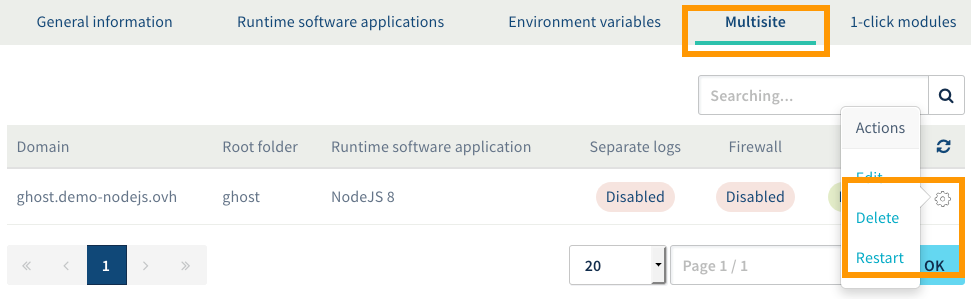 General information Runtime software applications Environment variables Multisite 1-click modules
Searching...
Actions
Domain Root folder Runtime software application Separate logs Firewall
Edit
ghost.demo-nodejs.ovh ghost NodeJS 8 Disabled Disabled
Delete
Restart
« ‹ 1 › » 20 Page 1 / 1 OK